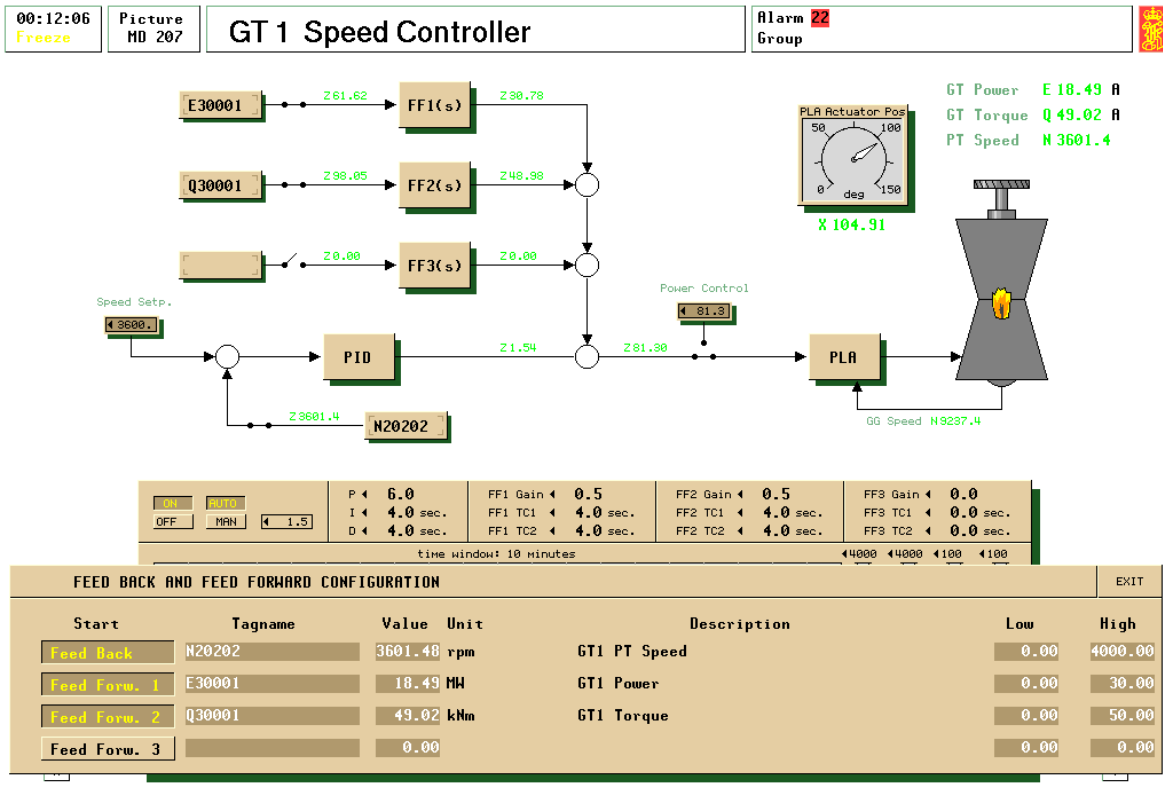 00:12:06
Freeze
Picture
MD 207
GT 1 Speed Controller
Alarm 22
Group
GT Power E 18.49 A
GT Torque Q 49.02 A
PT Speed N 3601.4
E30001
Z61.62
FF1(s)
Z30.78
PLA Actuator Pos
50
100
0
150
deg
X 104.91
Q30001
Z98.05
FF2(s)
Z48.98
Z0.00
FF3(s)
Z0.00
Speed Setp.
3600.
Power Control
81.3
PID
Z1.54
Z81.30
PLA
Z3601.4
N20202
GG Speed N9237.4
ON AUTO
OFF MAN 1.5
P 6.0
I 4.0 sec.
D 4.0 sec.
FF1 Gain 0.5
FF1 TC1 4.0 sec.
FF1 TC2 4.0 sec.
FF2 Gain 0.5
FF2 TC1 4.0 sec.
FF2 TC2 4.0 sec.
FF3 Gain 0.0
FF3 TC1 0.0 sec.
FF3 TC2 0.0 sec.
time window: 10 minutes
4000 4000 100 100
FEED BACK AND FEED FORWARD CONFIGURATION
EXIT
Start Tagname Value Unit Description Low High
Feed Back N20202 3601.48 rpm GT1 PT Speed 0.00 4000.00
Feed Forw. 1 E30001 18.49 MW GT1 Power 0.00 30.00
Feed Forw. 2 Q30001 49.02 kNm GT1 Torque 0.00 50.00
Feed Forw. 3 0.00 0.00 0.00